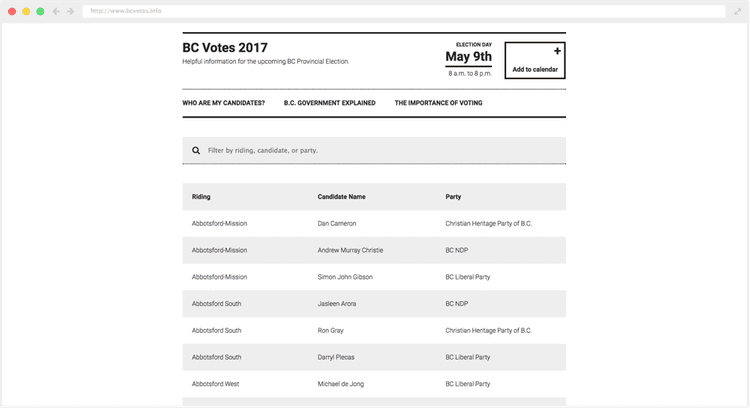 http://www.bcvotes.info
BC Votes 2017
Helpful information for the upcoming BC Provincial Election.
ELECTION DAY
May 9th
8 a.m. to 8 p.m.
+
Add to calendar
WHO ARE MY CANDIDATES? B.C. GOVERNMENT EXPLAINED THE IMPORTANCE OF VOTING
Filter by riding, candidate, or party.
Riding Candidate Name Party
Abbotsford-Mission Dan Cameron Christian Heritage Party of B.C.
Abbotsford-Mission Andrew Murray Christie BC NDP
Abbotsford-Mission Simon John Gibson BC Liberal Party
Abbotsford South Jasleen Arora BC NDP
Abbotsford South Ron Gray Christian Heritage Party of B.C.
Abbotsford South Darryl Plecas BC Liberal Party
Abbotsford West Michael de Jong BC Liberal Party